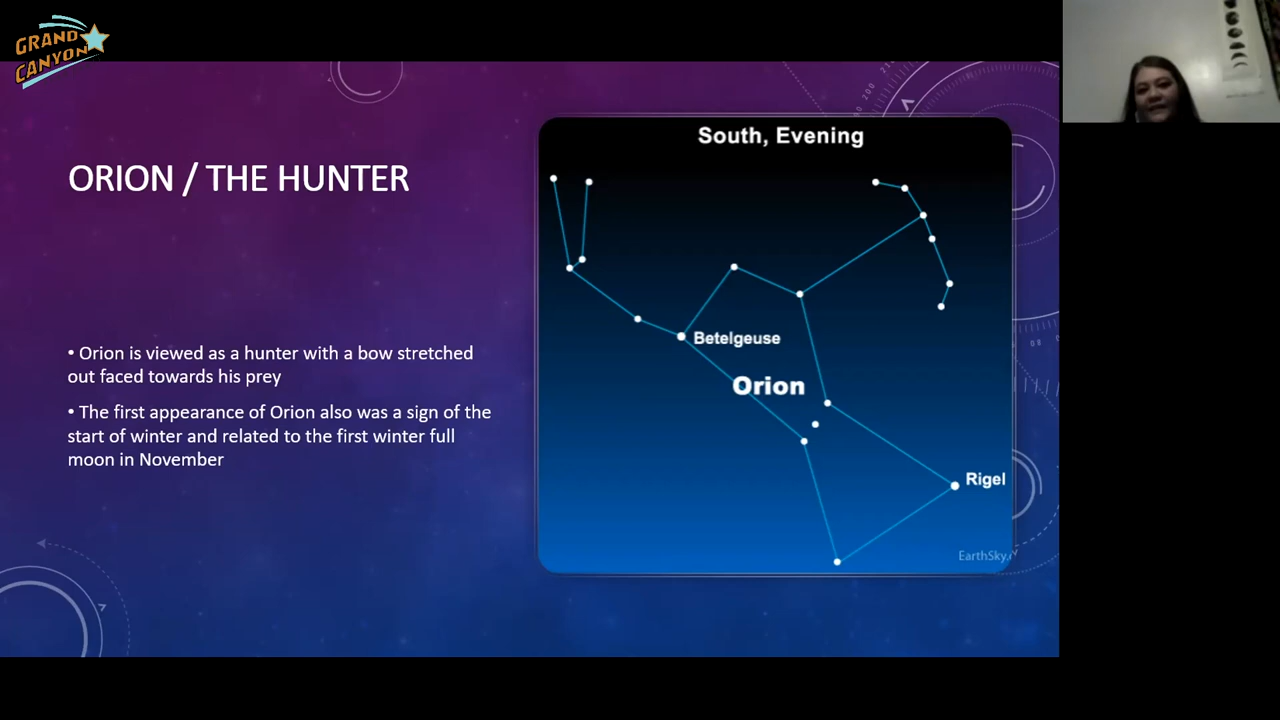 GRAND
CANYON
ORION / THE HUNTER
• Orion is viewed as a hunter with a bow stretched
out faced towards his prey
• The first appearance of Orion also was a sign of the
start of winter and related to the first winter full
moon in November
South, Evening
Betelgeuse
Orion
Rigel
EarthSky.